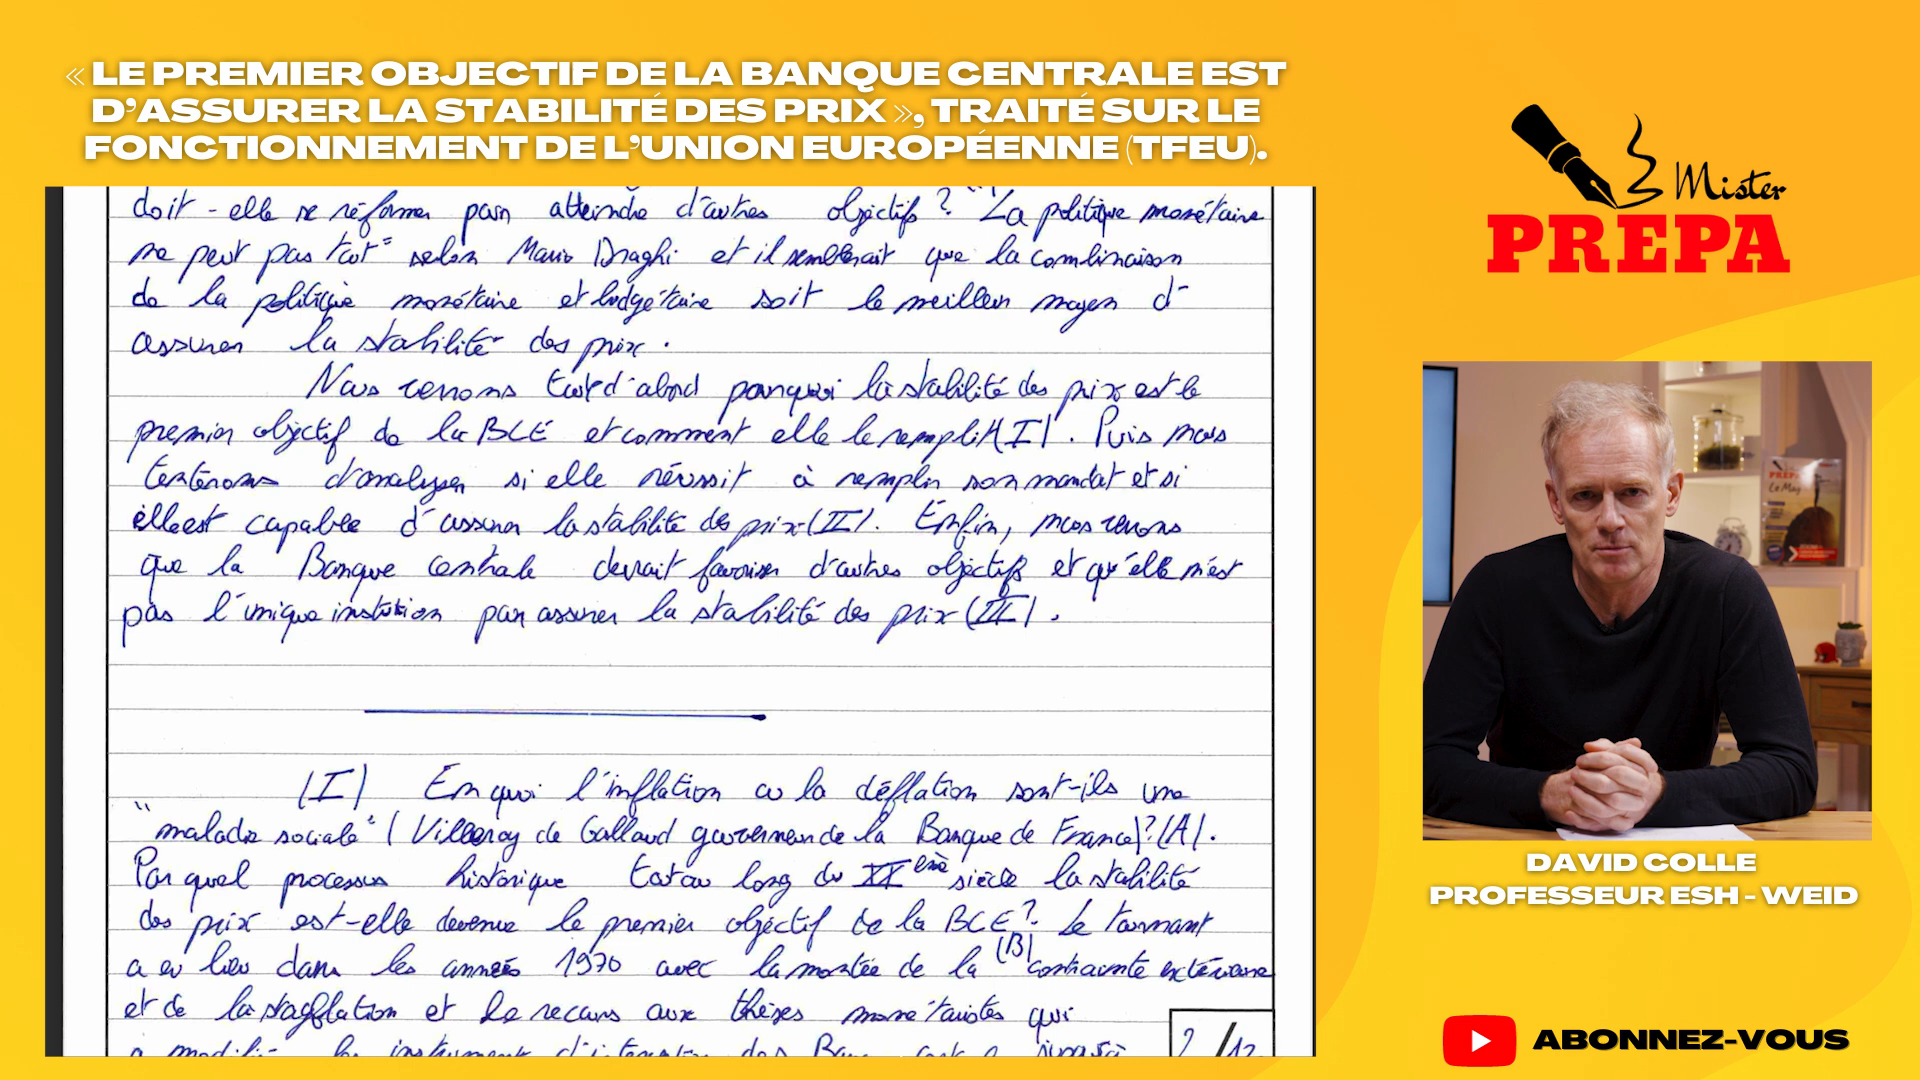 « LE PREMIER OBJECTIF DE LA BANQUE CENTRALE EST
D'ASSURER LA STABILITÉ DES PRIX », TRAITÉ SUR LE
FONCTIONNEMENT DE L'UNION EUROPÉENNE (TFEU).
doit-elle se réformer pour atteindre d'autres objectifs ? "La politique monétaire
ne peut pas tout" selon Mario Draghi et il semblerait que la combinaison
de la politique monétaire et budgétaire soit le meilleur moyen d'
assurer la stabilité des prix.
Nous verrons tout d'abord pourquoi la stabilité des prix est le
premier objectif de la BCE et comment elle le remplit (I). Puis nous
tenterons d'analyser si elle réussit à remplir son mandat et si
elle est capable d'assurer la stabilité des prix (II). Enfin, nous verrons
que la Banque centrale devrait favoriser d'autres objectifs et qu'elle n'est
pas l'unique institution pour assurer la stabilité des prix (III).
(I) En quoi l'inflation ou la déflation sont-ils une
"maladie sociale" (Villeroy de Galhaud gouverneur de la Banque de France)? (A).
Par quel processus historique tout au long du XXème siècle la stabilité
des prix est-elle devenue le premier objectif de la BCE ? (B) Le tournant
a eu lieu dans les années 1970 avec la montée de la contrainte extérieure
et de la stagflation et le recours aux thèses monétaristes qui
a modifié les instruments d'intervention des
2/12
Mister
PREPA
PREPA
Le Mag
DAVID COLLE
PROFESSEUR ESH - WEID
ABONNEZ-VOUS